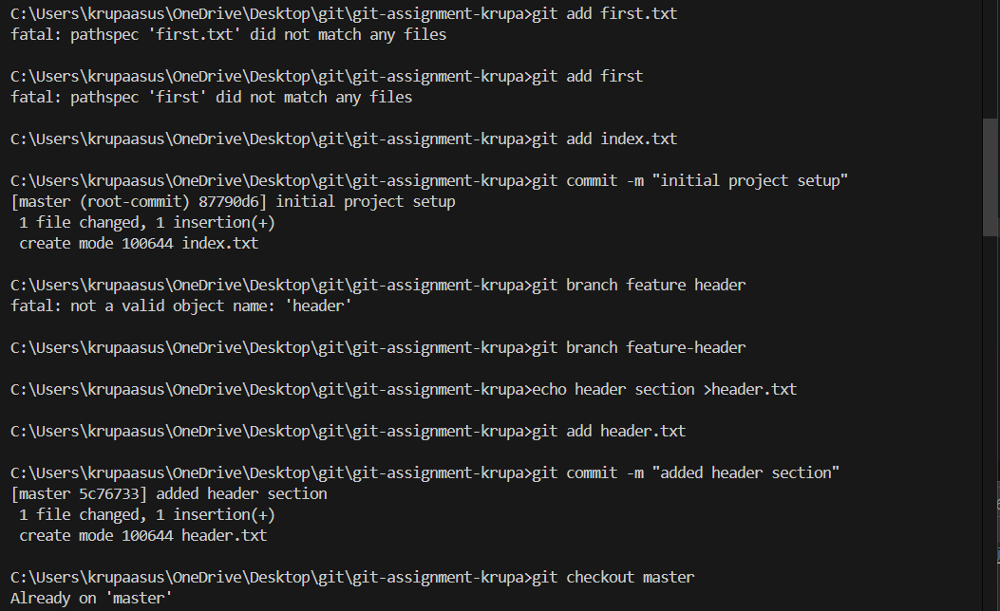 C:\Users\krupaasus\OneDrive\Desktop\git\git-assignment-krupa>git add first.txt
fatal: pathspec 'first.txt' did not match any files
C:\Users\krupaasus\OneDrive\Desktop\git\git-assignment-krupa>git add first
fatal: pathspec 'first' did not match any files
C:\Users\krupaasus\OneDrive\Desktop\git\git-assignment-krupa>git add index.txt
C:\Users\krupaasus\OneDrive\Desktop\git\git-assignment-krupa>git commit -m "initial project setup"
[master (root-commit) 87790d6] initial project setup
 1 file changed, 1 insertion(+)
 create mode 100644 index.txt
C:\Users\krupaasus\OneDrive\Desktop\git\git-assignment-krupa>git branch feature header
fatal: not a valid object name: 'header'
C:\Users\krupaasus\OneDrive\Desktop\git\git-assignment-krupa>git branch feature-header
C:\Users\krupaasus\OneDrive\Desktop\git\git-assignment-krupa>echo header section >header.txt
C:\Users\krupaasus\OneDrive\Desktop\git\git-assignment-krupa>git add header.txt
C:\Users\krupaasus\OneDrive\Desktop\git\git-assignment-krupa>git commit -m "added header section"
[master 5c76733] added header section
 1 file changed, 1 insertion(+)
 create mode 100644 header.txt
C:\Users\krupaasus\OneDrive\Desktop\git\git-assignment-krupa>git checkout master
Already on 'master'